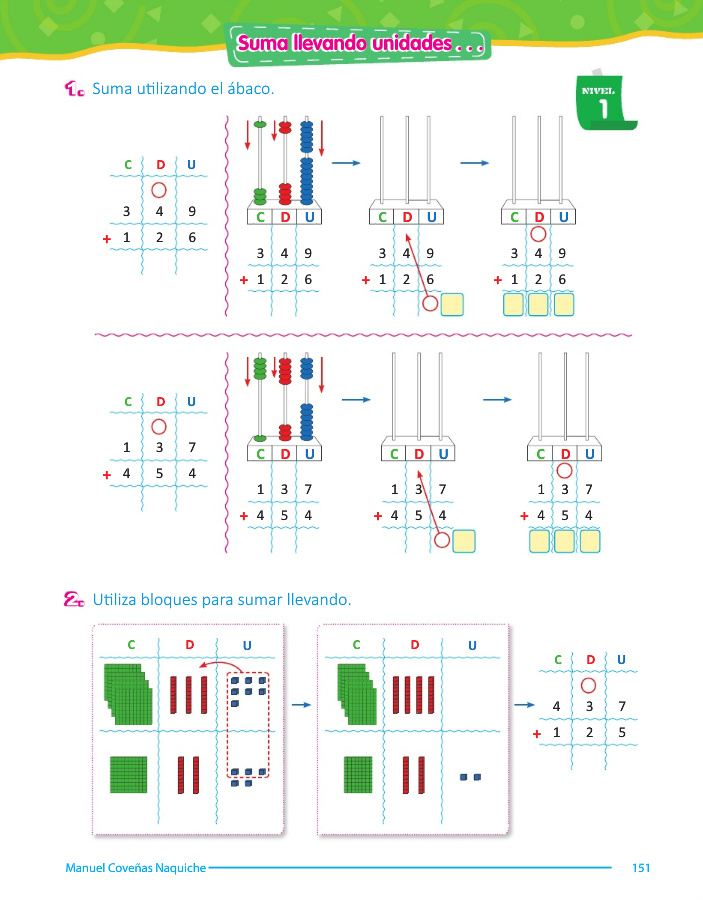 Suma llevando unidades . . .
1. Suma utilizando el ábaco.
NIVEL
1
C D U
3 4 9
+ 1 2 6
C D U
3 4 9
+ 1 2 6
C D U
3 4 9
+ 1 2 6
C D U
3 4 9
+ 1 2 6
C D U
1 3 7
+ 4 5 4
C D U
1 3 7
+ 4 5 4
C D U
1 3 7
+ 4 5 4
C D U
1 3 7
+ 4 5 4
2. Utiliza bloques para sumar llevando.
C D U
C D U
C D U
4 3 7
+ 1 2 5
Manuel Coveñas Naquiche 151